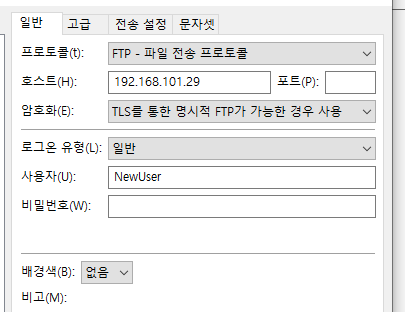 일반 고급 전송 설정 문자셋
프로토콜(t): FTP - 파일 전송 프로토콜
호스트(H): 192.168.101.29 포트(P):
암호화(E): TLS를 통한 명시적 FTP가 가능한 경우 사용
로그온 유형(L): 일반
사용자(U): NewUser
비밀번호(W):
배경색(B): 없음
비고(M):